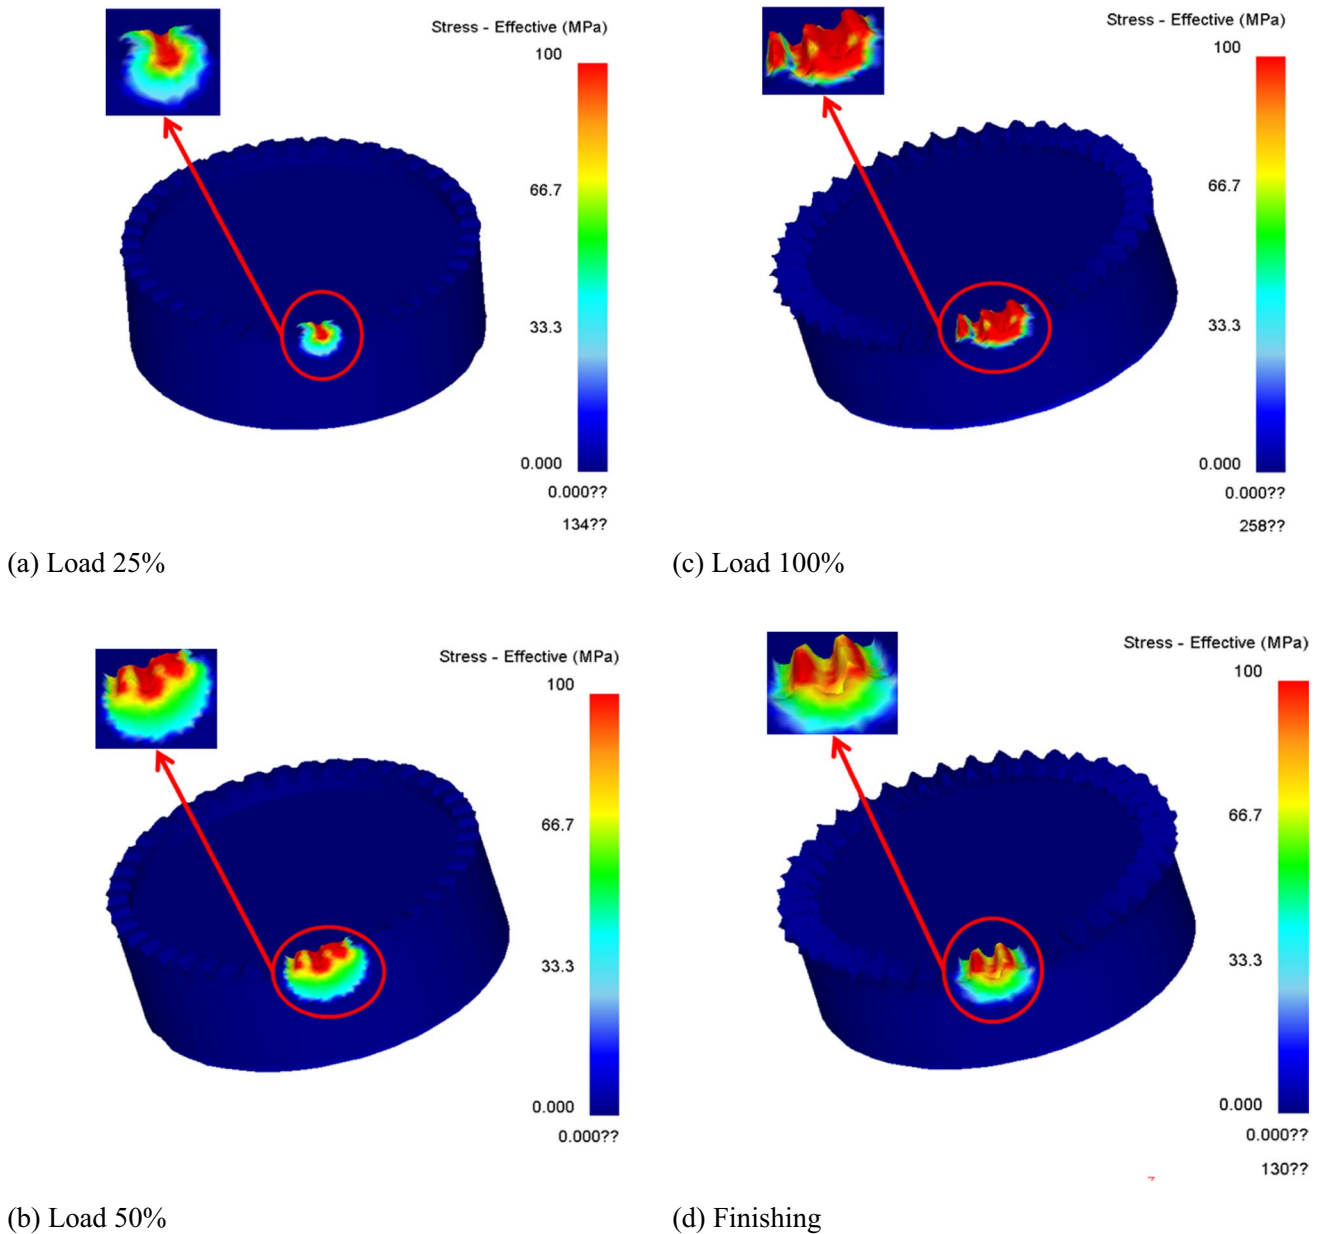 Stress - Effective (MPa)
100
66.7
33.3
0.000
0.000??
134??
(a) Load 25%
Stress - Effective (MPa)
100
66.7
33.3
0.000
0.000??
258??
(c) Load 100%
Stress - Effective (MPa)
100
66.7
33.3
0.000
0.000??
(b) Load 50%
Stress - Effective (MPa)
100
66.7
33.3
0.000
0.000??
130??
(d) Finishing